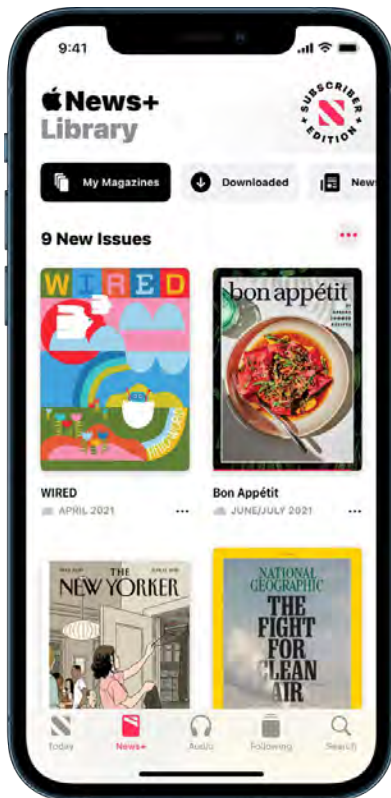 9:41
News+
Library
SUBSCRIBER EDITION
My Magazines
Downloaded
News
9 New Issues
WIRED
bon appétit
WIRED
APRIL 2021
Bon Appétit
JUNE/JULY 2021
THE
NEW YORKER
NATIONAL
GEOGRAPHIC
THE
FIGHT
FOR
CLEAN
AIR
Today
News+
Audio
Following
Search